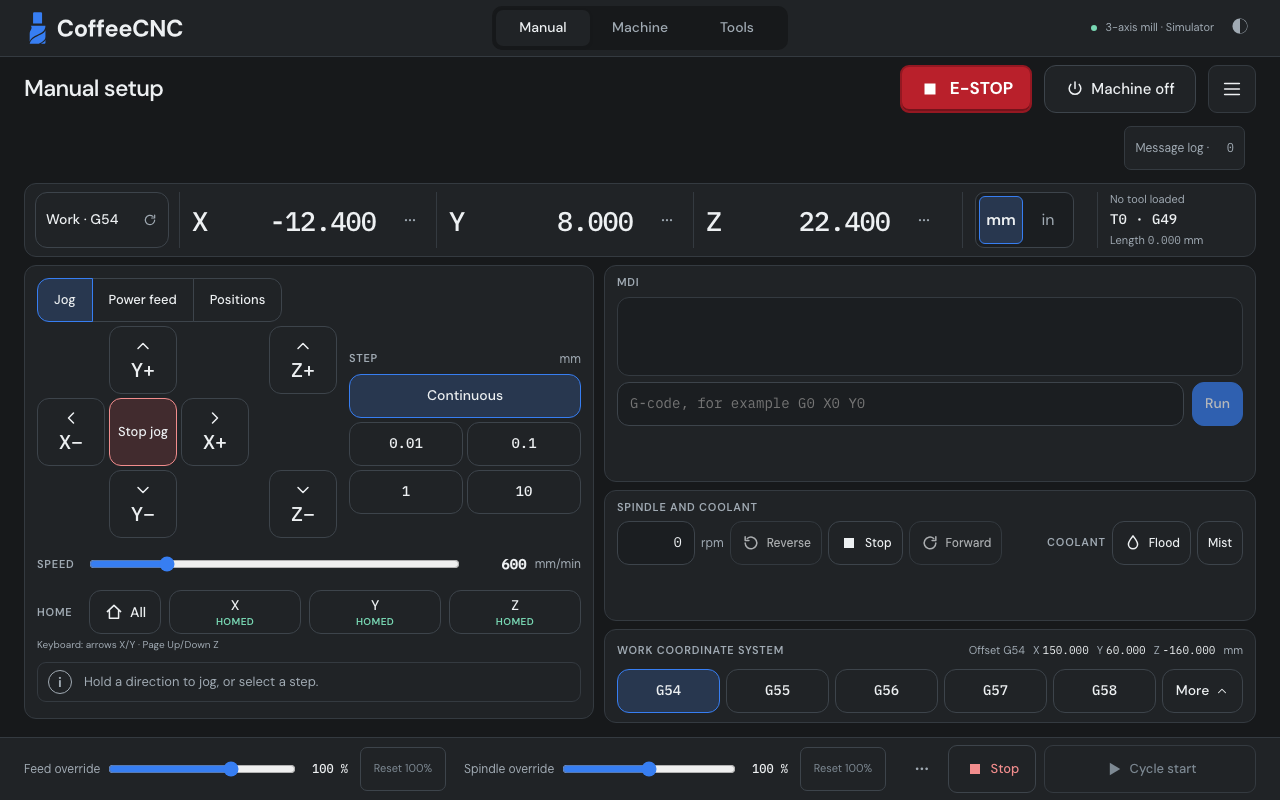 CoffeeCNC
Manual Machine Tools
3-axis mill · Simulator
Manual setup
E-STOP
Machine off
Message log · 0
Work · G54
X -12.400 ...
Y 8.000 ...
Z 22.400 ...
mm in
No tool loaded
T0 · G49
Length 0.000 mm
Jog Power feed Positions
Y+
Z+
X−
Stop jog
X+
Y−
Z−
STEP mm
Continuous
0.01 0.1
1 10
SPEED 600 mm/min
HOME
All
X HOMED
Y HOMED
Z HOMED
Keyboard: arrows X/Y · Page Up/Down Z
Hold a direction to jog, or select a step.
MDI
G-code, for example G0 X0 Y0
Run
SPINDLE AND COOLANT
0 rpm Reverse Stop Forward
COOLANT Flood Mist
WORK COORDINATE SYSTEM
Offset G54 X 150.000 Y 60.000 Z -160.000 mm
G54 G55 G56 G57 G58 More
Feed override 100 % Reset 100%
Spindle override 100 % Reset 100%
... Stop Cycle start